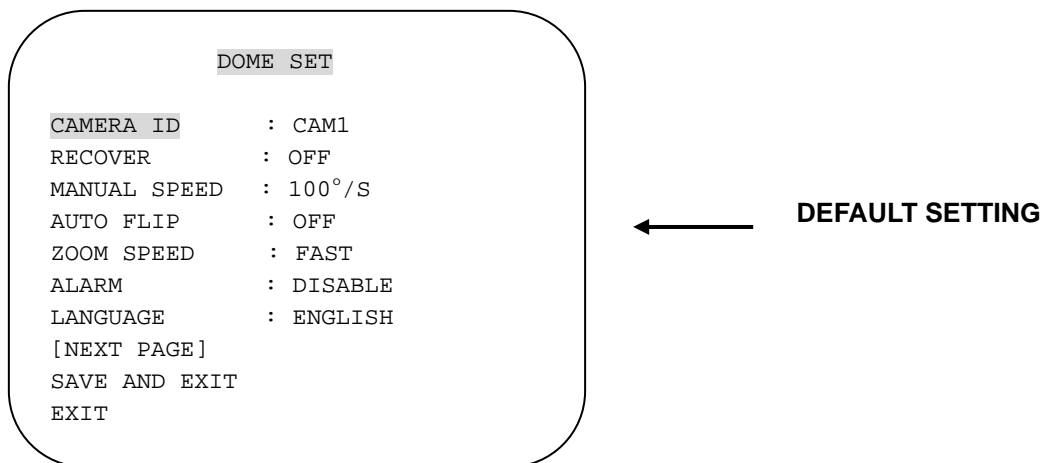 DOME SET
CAMERA ID : CAM1
RECOVER : OFF
MANUAL SPEED : 100°/S
AUTO FLIP : OFF
ZOOM SPEED : FAST
ALARM : DISABLE
LANGUAGE : ENGLISH
[NEXT PAGE]
SAVE AND EXIT
EXIT
DEFAULT SETTING